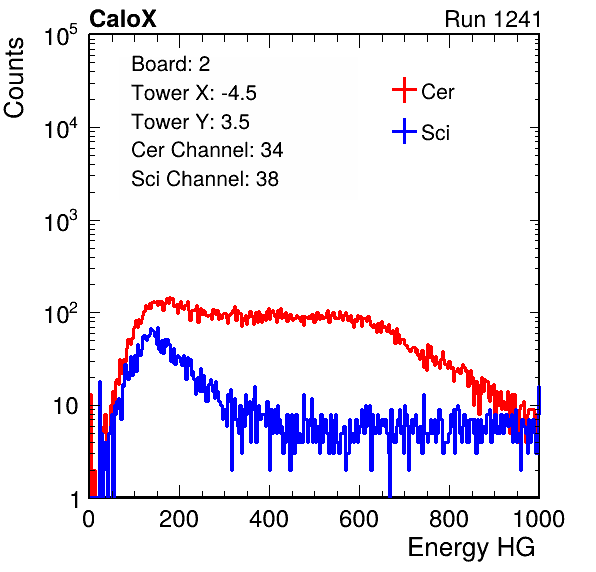 CaloX Run 1241
Counts
10^5
10^4
10^3
10^2
10
1
Board: 2
Tower X: -4.5
Tower Y: 3.5
Cer Channel: 34
Sci Channel: 38
Cer
Sci
0 200 400 600 800 1000
Energy HG